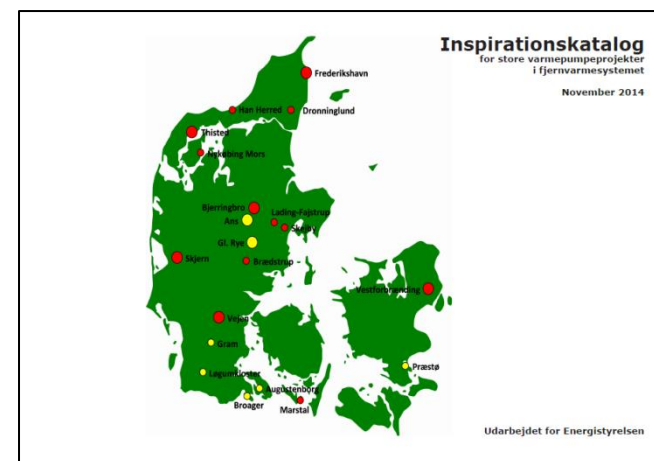 Inspirationskatalog
for store varmepumpeprojekter
i fjernvarmesystemet
November 2014
Frederikshavn
Han Herred
Dronninglund
Thisted
Nykøbing Mors
Bjerringbro
Lading-Fajstrup
Ans
Skejby
Gl. Rye
Skjern
Brædstrup
Vestforbrænding
Vejen
Gram
Præstø
Løgumkloster
Augustenborg
Broager
Marstal
Udarbejdet for Energistyrelsen